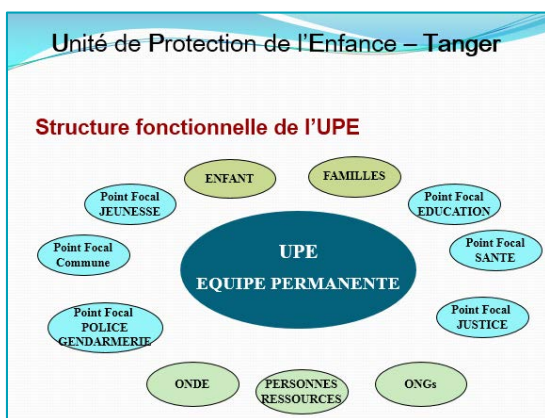 Unité de Protection de l'Enfance – Tanger
Structure fonctionnelle de l'UPE
ENFANT
FAMILLES
Point Focal
JEUNESSE
Point Focal
EDUCATION
Point Focal
Commune
UPE
EQUIPE PERMANENTE
Point Focal
SANTE
Point Focal
POLICE
GENDARMERIE
Point Focal
JUSTICE
ONDE
PERSONNES
RESSOURCES
ONGs